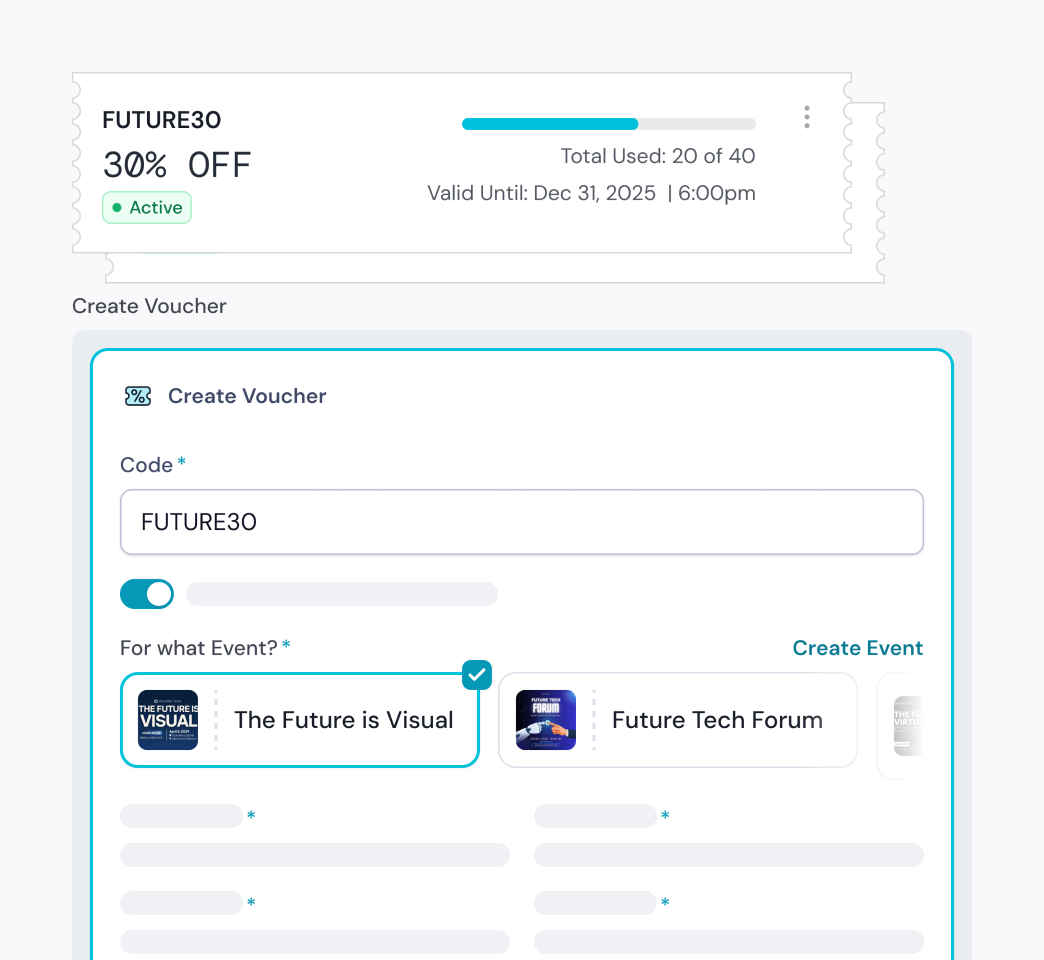 FUTURE30
30% OFF
Active
Total Used: 20 of 40
Valid Until: Dec 31, 2025 | 6:00pm
Create Voucher
Create Voucher
Code *
FUTURE30
For what Event? *
Create Event
THE FUTURE IS
VISUAL
The Future is Visual
FUTURE TECH
FORUM
Future Tech Forum
*
*
*
*